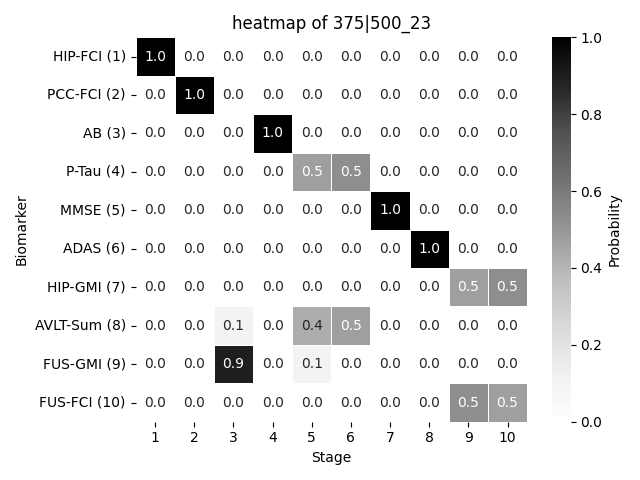 heatmap of 375|500_23
HIP-FCI (1) 1.0 0.0 0.0 0.0 0.0 0.0 0.0 0.0 0.0 0.0
PCC-FCI (2) 0.0 1.0 0.0 0.0 0.0 0.0 0.0 0.0 0.0 0.0
AB (3) 0.0 0.0 0.0 1.0 0.0 0.0 0.0 0.0 0.0 0.0
P-Tau (4) 0.0 0.0 0.0 0.0 0.5 0.5 0.0 0.0 0.0 0.0
MMSE (5) 0.0 0.0 0.0 0.0 0.0 0.0 1.0 0.0 0.0 0.0
ADAS (6) 0.0 0.0 0.0 0.0 0.0 0.0 0.0 1.0 0.0 0.0
HIP-GMI (7) 0.0 0.0 0.0 0.0 0.0 0.0 0.0 0.0 0.5 0.5
AVLT-Sum (8) 0.0 0.0 0.1 0.0 0.4 0.5 0.0 0.0 0.0 0.0
FUS-GMI (9) 0.0 0.0 0.9 0.0 0.1 0.0 0.0 0.0 0.0 0.0
FUS-FCI (10) 0.0 0.0 0.0 0.0 0.0 0.0 0.0 0.0 0.5 0.5
1 2 3 4 5 6 7 8 9 10
Stage
Biomarker
1.0
0.8
0.6
0.4
0.2
0.0
Probability